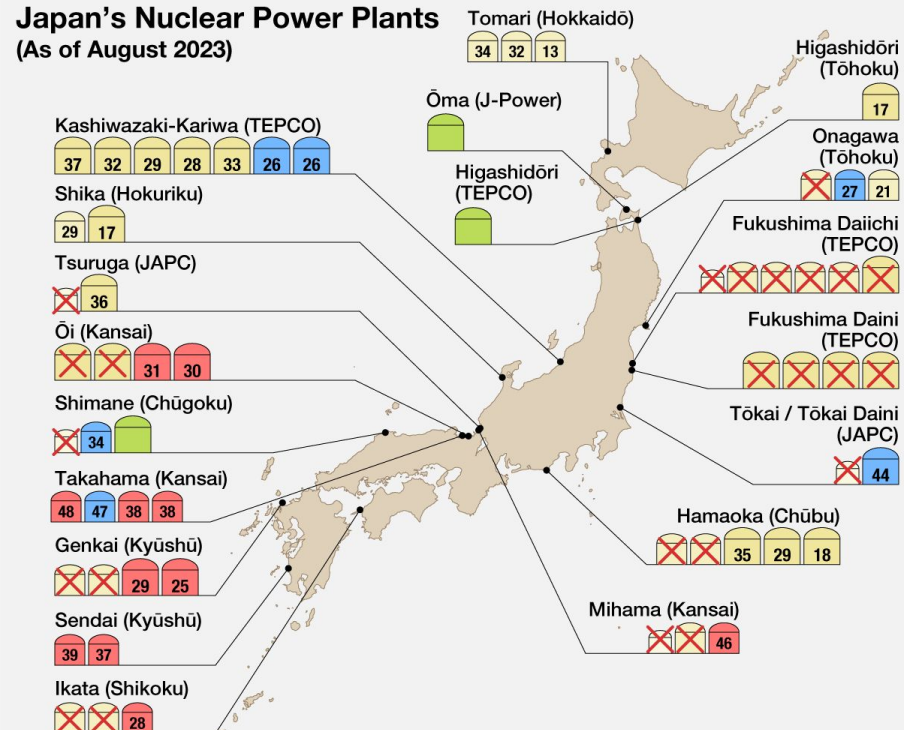 Japan's Nuclear Power Plants
(As of August 2023)
Tomari (Hokkaidō)
34 32 13
Higashidōri
(Tōhoku)
17
Ōma (J-Power)
Kashiwazaki-Kariwa (TEPCO)
37 32 29 28 33 26 26
Onagawa
(Tōhoku)
27 21
Higashidōri
(TEPCO)
Shika (Hokuriku)
29 17
Fukushima Daiichi
(TEPCO)
Tsuruga (JAPC)
36
Fukushima Daini
(TEPCO)
Ōi (Kansai)
31 30
Shimane (Chūgoku)
34
Tōkai / Tōkai Daini
(JAPC)
44
Takahama (Kansai)
48 47 38 38
Hamaoka (Chūbu)
35 29 18
Genkai (Kyūshū)
29 25
Mihama (Kansai)
46
Sendai (Kyūshū)
39 37
Ikata (Shikoku)
28